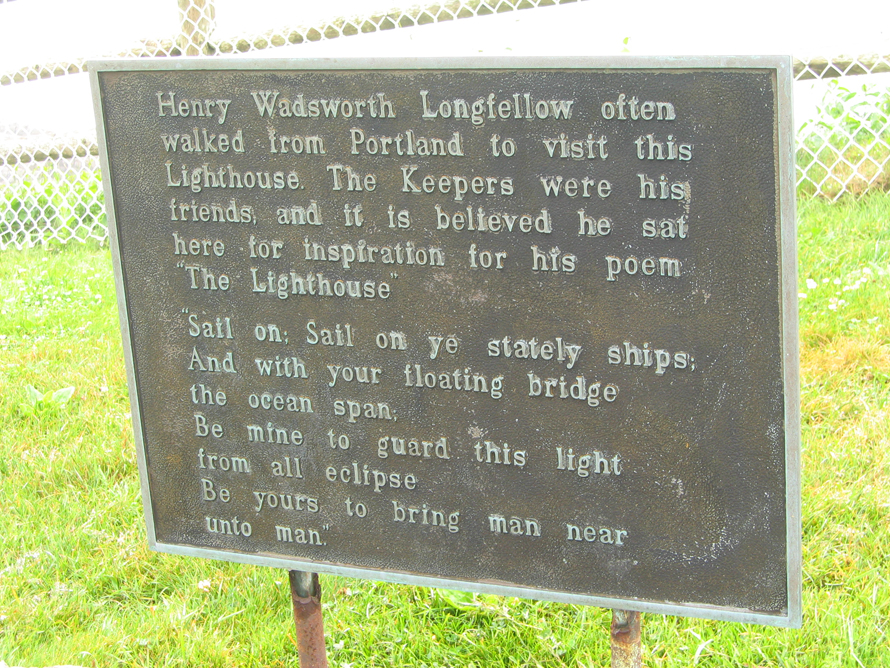 Henry Wadsworth Longfellow often
walked from Portland to visit this
Lighthouse. The Keepers were his
friends, and it is believed he sat
here for inspiration for his poem
"The Lighthouse"
"Sail on; Sail on ye stately ships;
And with your floating bridge
the ocean span;
Be mine to guard this light
from all eclipse
Be yours to bring man near
unto man."